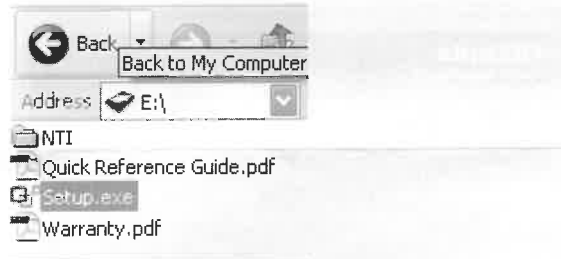 Back
Back to My Computer
Address E:\
NTI
Quick Reference Guide.pdf
Setup.exe
Warranty.pdf